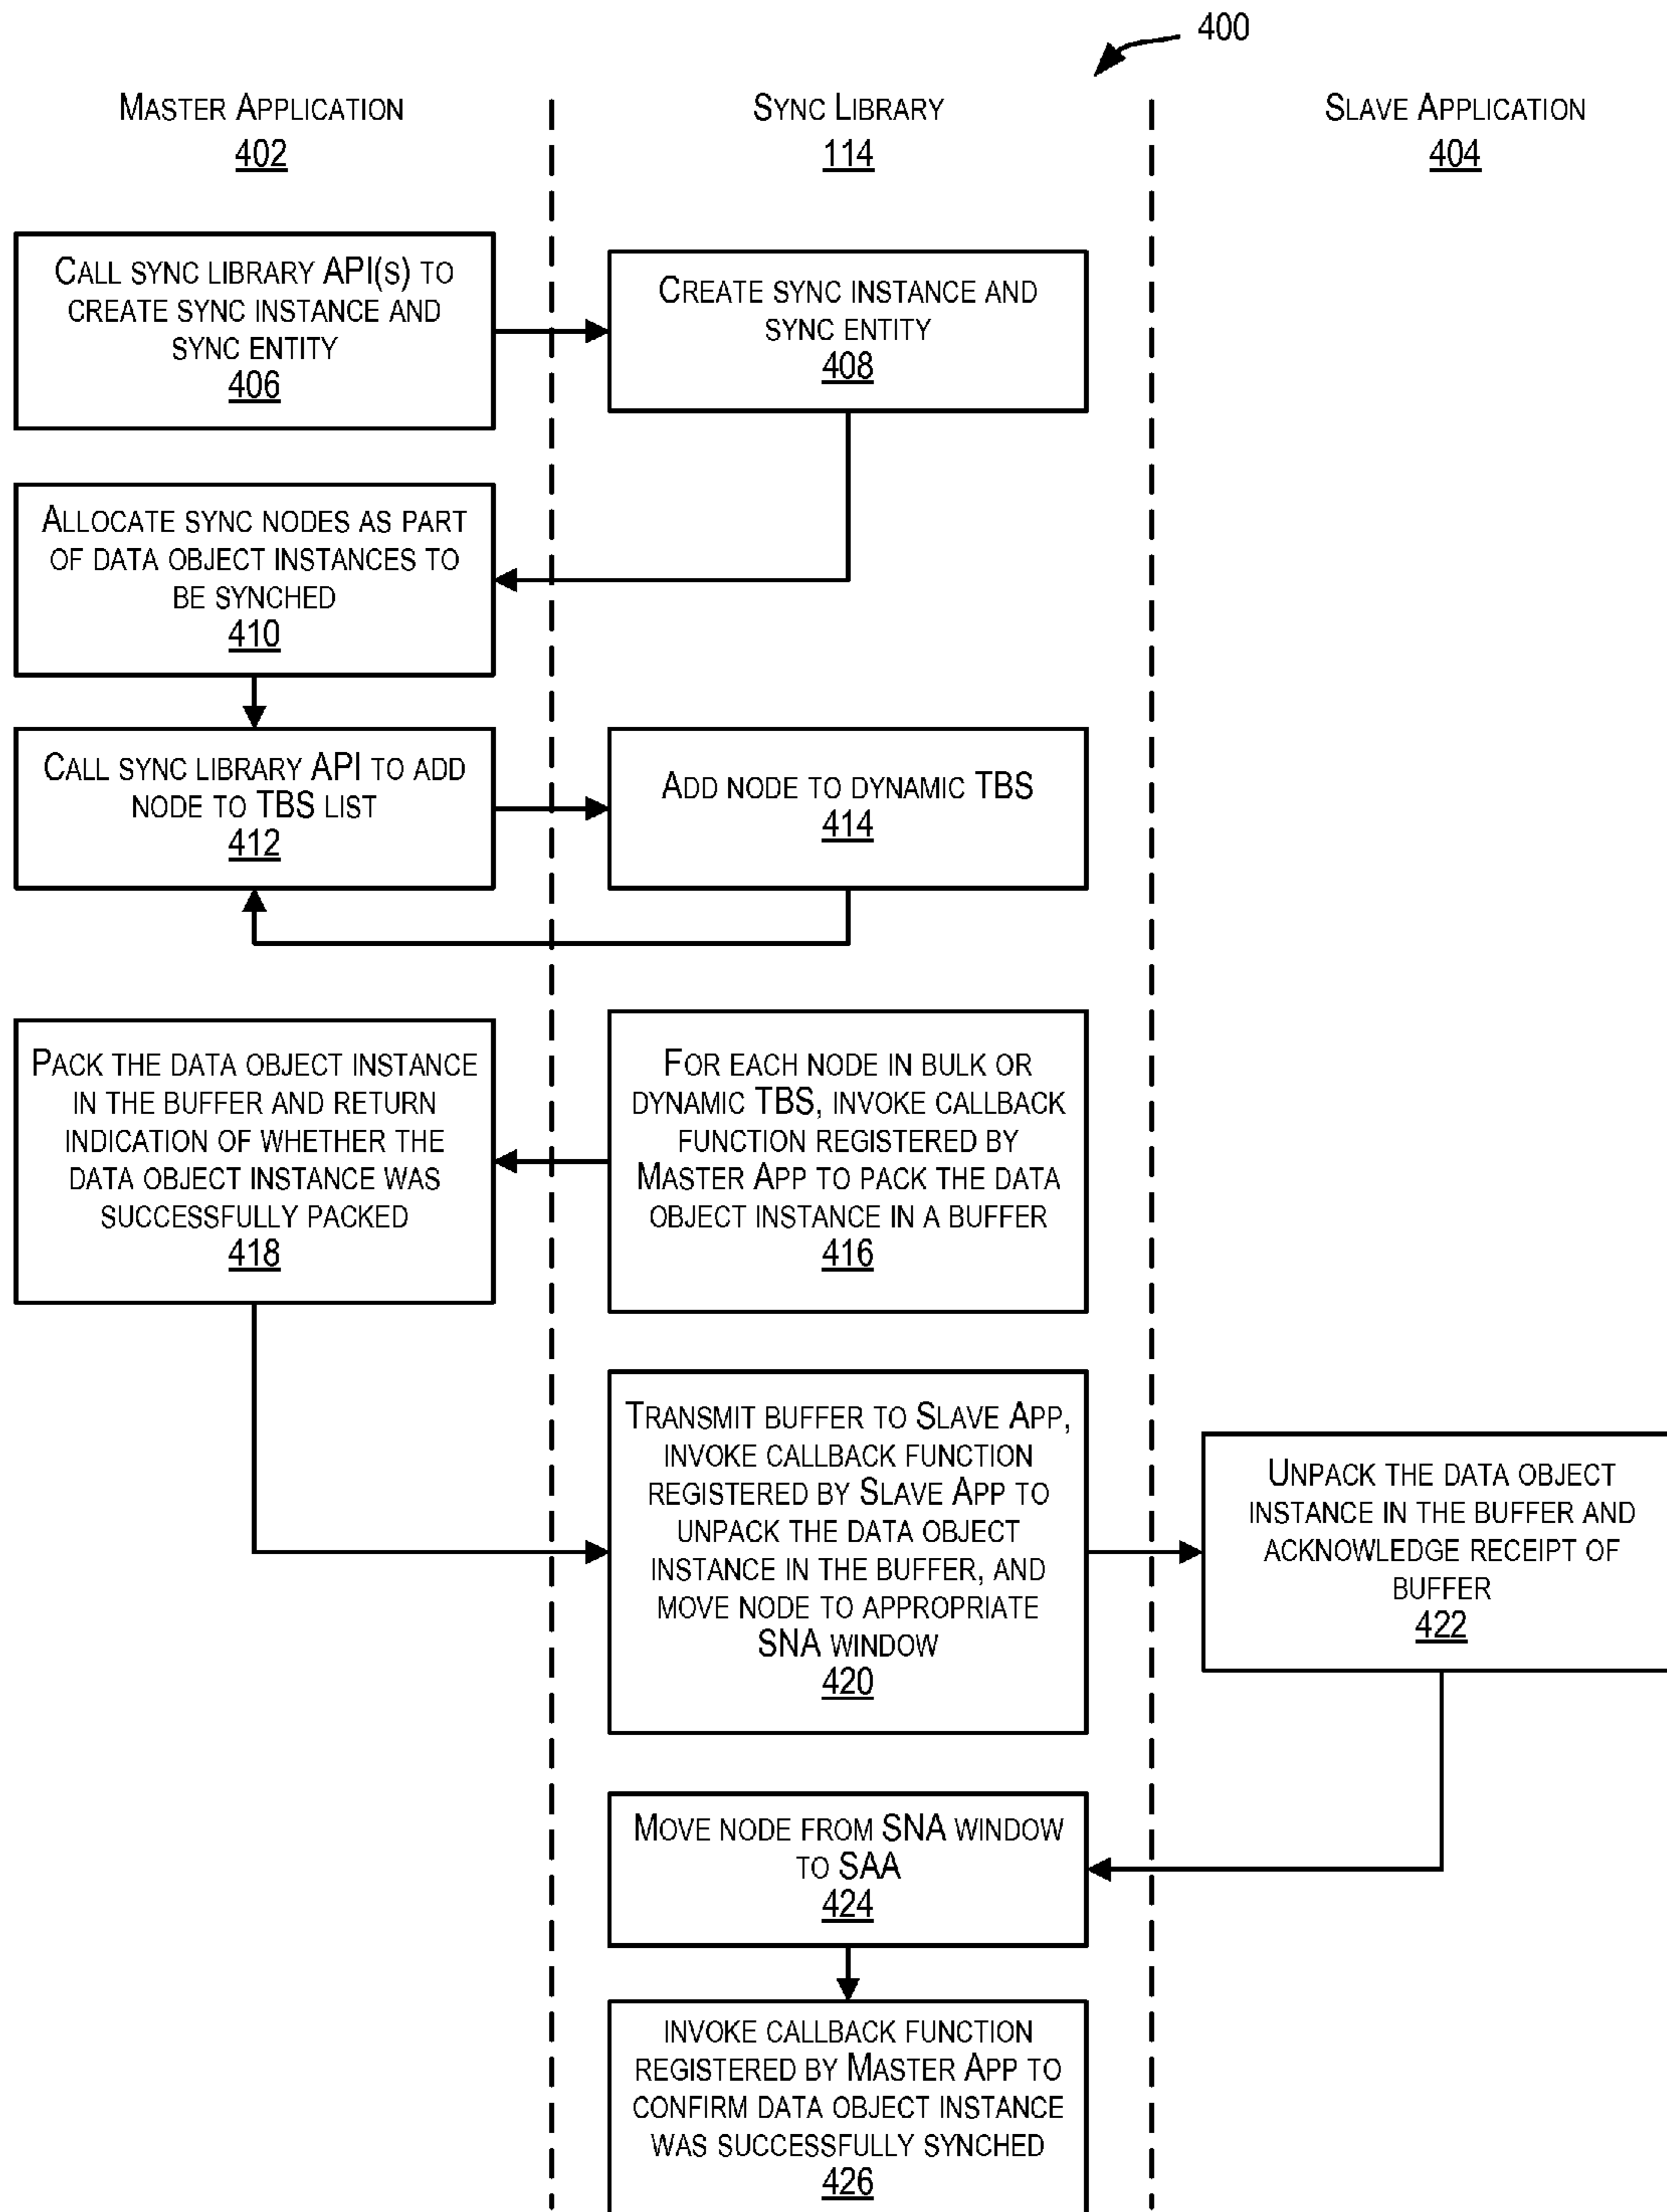 400
MASTER APPLICATION
402
SYNC LIBRARY
114
SLAVE APPLICATION
404
CALL SYNC LIBRARY API(S) TO
CREATE SYNC INSTANCE AND
SYNC ENTITY
406
CREATE SYNC INSTANCE AND
SYNC ENTITY
408
ALLOCATE SYNC NODES AS PART
OF DATA OBJECT INSTANCES TO
BE SYNCHED
410
CALL SYNC LIBRARY API TO ADD
NODE TO TBS LIST
412
ADD NODE TO DYNAMIC TBS
414
FOR EACH NODE IN BULK OR
DYNAMIC TBS, INVOKE CALLBACK
FUNCTION REGISTERED BY
MASTER APP TO PACK THE DATA
OBJECT INSTANCE IN A BUFFER
416
PACK THE DATA OBJECT INSTANCE
IN THE BUFFER AND RETURN
INDICATION OF WHETHER THE
DATA OBJECT INSTANCE WAS
SUCCESSFULLY PACKED
418
TRANSMIT BUFFER TO SLAVE APP,
INVOKE CALLBACK FUNCTION
REGISTERED BY SLAVE APP TO
UNPACK THE DATA OBJECT
INSTANCE IN THE BUFFER, AND
MOVE NODE TO APPROPRIATE
SNA WINDOW
420
UNPACK THE DATA OBJECT
INSTANCE IN THE BUFFER AND
ACKNOWLEDGE RECEIPT OF
BUFFER
422
MOVE NODE FROM SNA WINDOW
TO SAA
424
INVOKE CALLBACK FUNCTION
REGISTERED BY MASTER APP TO
CONFIRM DATA OBJECT INSTANCE
WAS SUCCESSFULLY SYNCHED
426